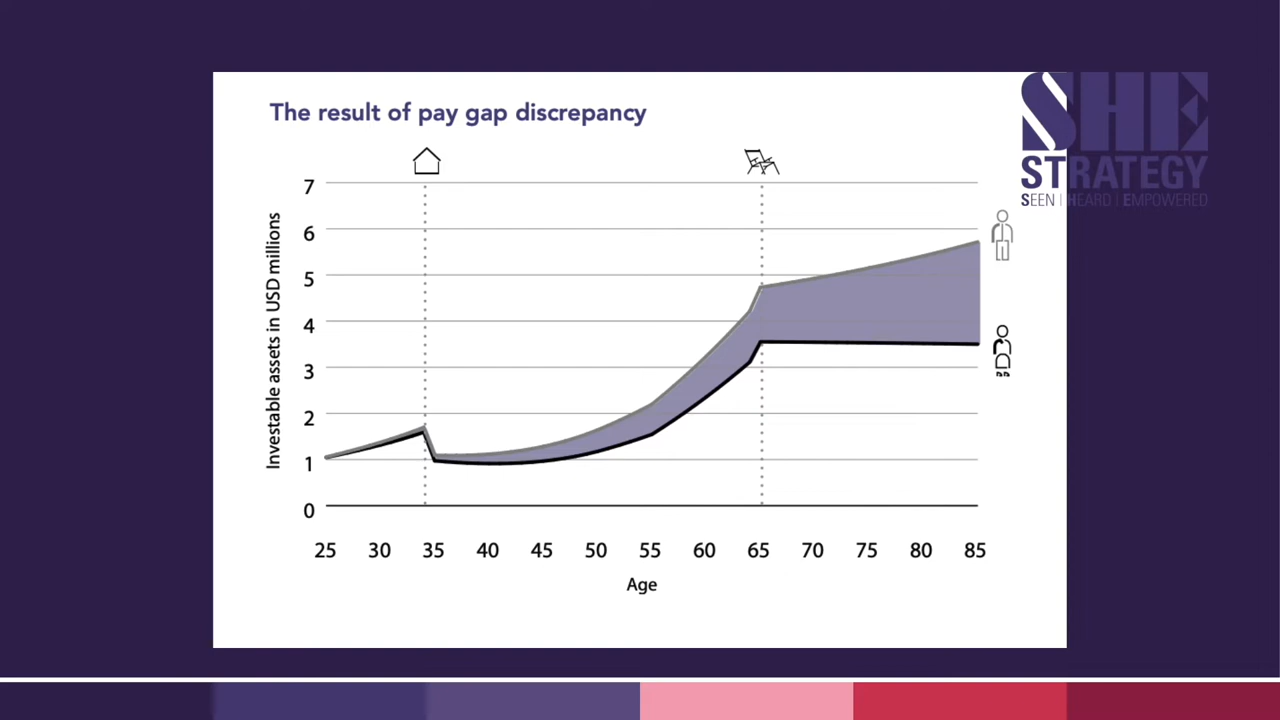 The result of pay gap discrepancy
SHE
STRATEGY
SEEN | HEARD | EMPOWERED
Investable assets in USD millions
7
6
5
4
3
2
1
0
25 30 35 40 45 50 55 60 65 70 75 80 85
Age